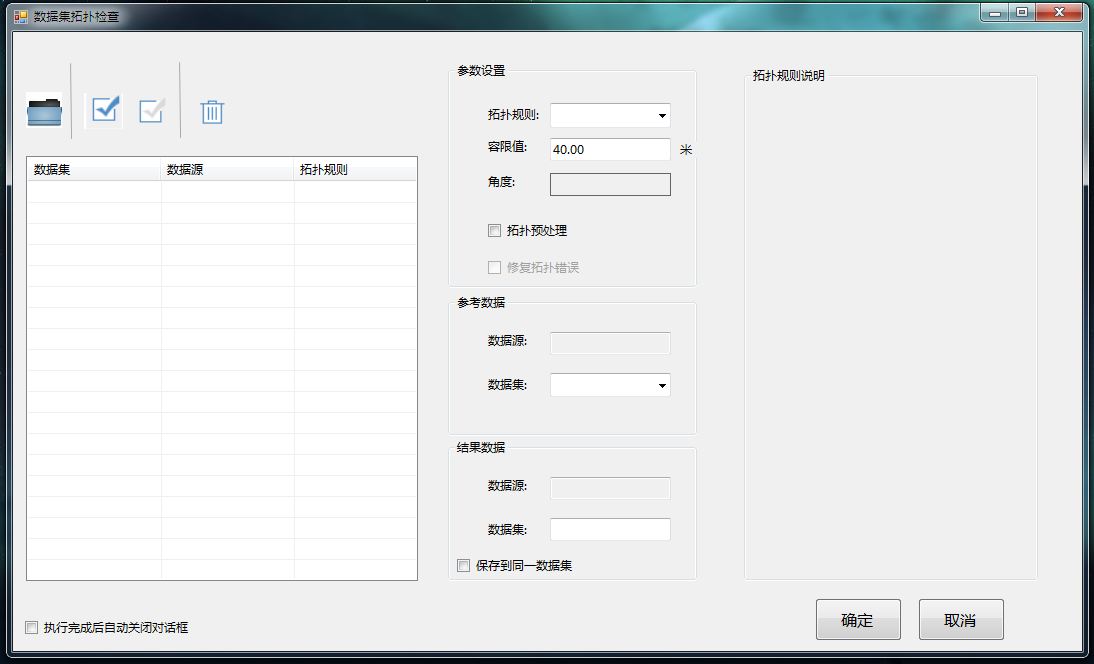 数据集拓扑检查
参数设置
拓扑规则说明
拓扑规则:
容限值: 40.00 米
角度:
数据集 数据源 拓扑规则
拓扑预处理
修复拓扑错误
参考数据
数据源:
数据集:
结果数据
数据源:
数据集:
保存到同一数据集
执行完成后自动关闭对话框
确定 取消